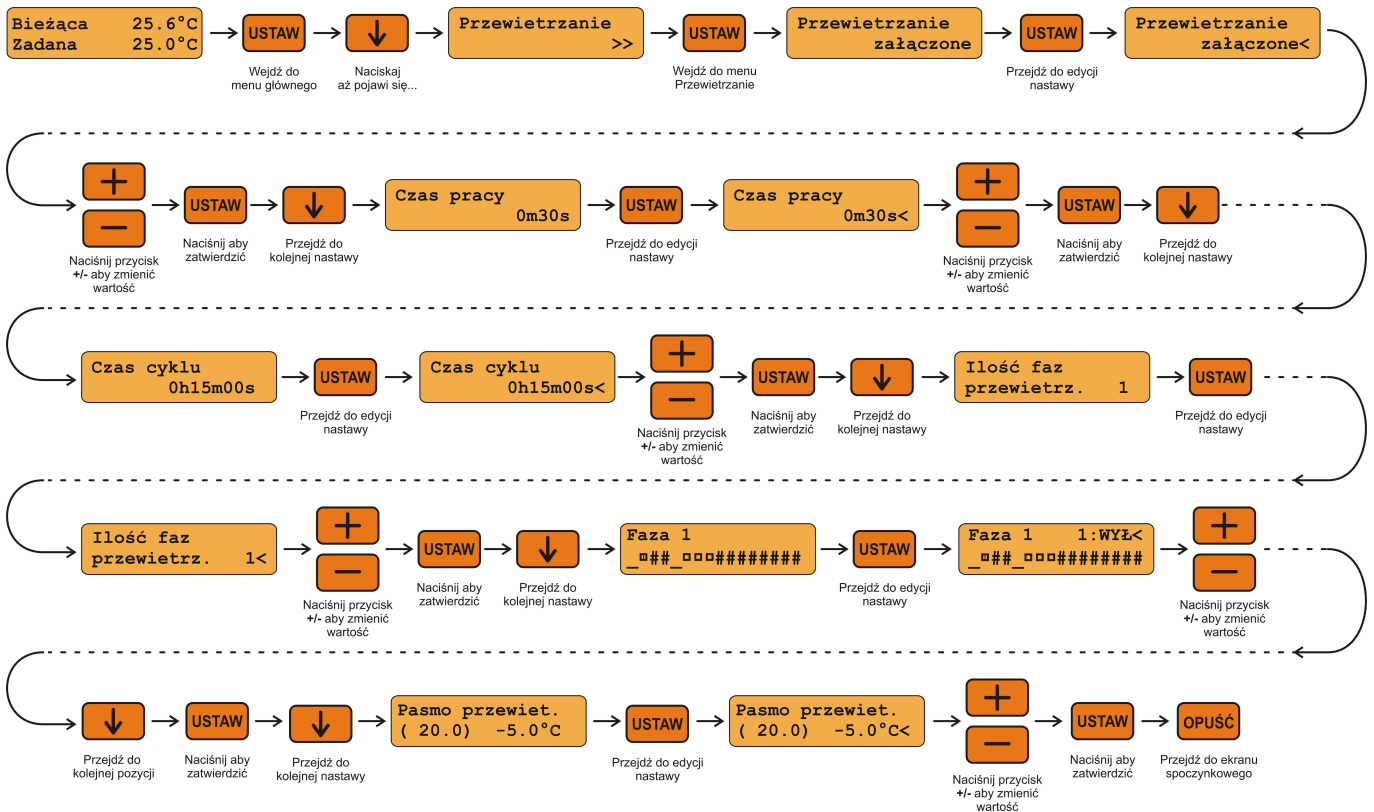 Bieżąca 25.6°C
Zadana 25.0°C
USTAW
Wejdź do
menu głównego
Naciskaj
aż pojawi się...
Przewietrzanie
>>
USTAW
Wejdź do menu
Przewietrzanie
Przewietrzanie
załączone
USTAW
Przejdź do edycji
nastawy
Przewietrzanie
załączone<
Naciśnij przycisk
+/- aby zmienić
wartość
USTAW
Naciśnij aby
zatwierdzić
Przejdź do
kolejnej nastawy
Czas pracy
0m30s
USTAW
Przejdź do edycji
nastawy
Czas pracy
0m30s<
Naciśnij przycisk
+/- aby zmienić
wartość
USTAW
Naciśnij aby
zatwierdzić
Przejdź do
kolejnej nastawy
Czas cyklu
0h15m00s
USTAW
Przejdź do edycji
nastawy
Czas cyklu
0h15m00s<
Naciśnij przycisk
+/- aby zmienić
wartość
USTAW
Naciśnij aby
zatwierdzić
Przejdź do
kolejnej nastawy
Ilość faz
przewietrz. 1
USTAW
Przejdź do edycji
nastawy
Ilość faz
przewietrz. 1<
Naciśnij przycisk
+/- aby zmienić
wartość
USTAW
Naciśnij aby
zatwierdzić
Przejdź do
kolejnej nastawy
Faza 1
_¤##_¤¤¤########
USTAW
Przejdź do edycji
nastawy
Faza 1 1:WYŁ<
_¤##_¤¤¤########
Naciśnij przycisk
+/- aby zmienić
wartość
Przejdź do
kolejnej pozycji
USTAW
Naciśnij aby
zatwierdzić
Przejdź do
kolejnej nastawy
Pasmo przewiet.
( 20.0) -5.0°C
USTAW
Przejdź do edycji
nastawy
Pasmo przewiet.
( 20.0) -5.0°C<
Naciśnij przycisk
+/- aby zmienić
wartość
USTAW
Naciśnij aby
zatwierdzić
OPUŚĆ
Przejdź do ekranu
spoczynkowego